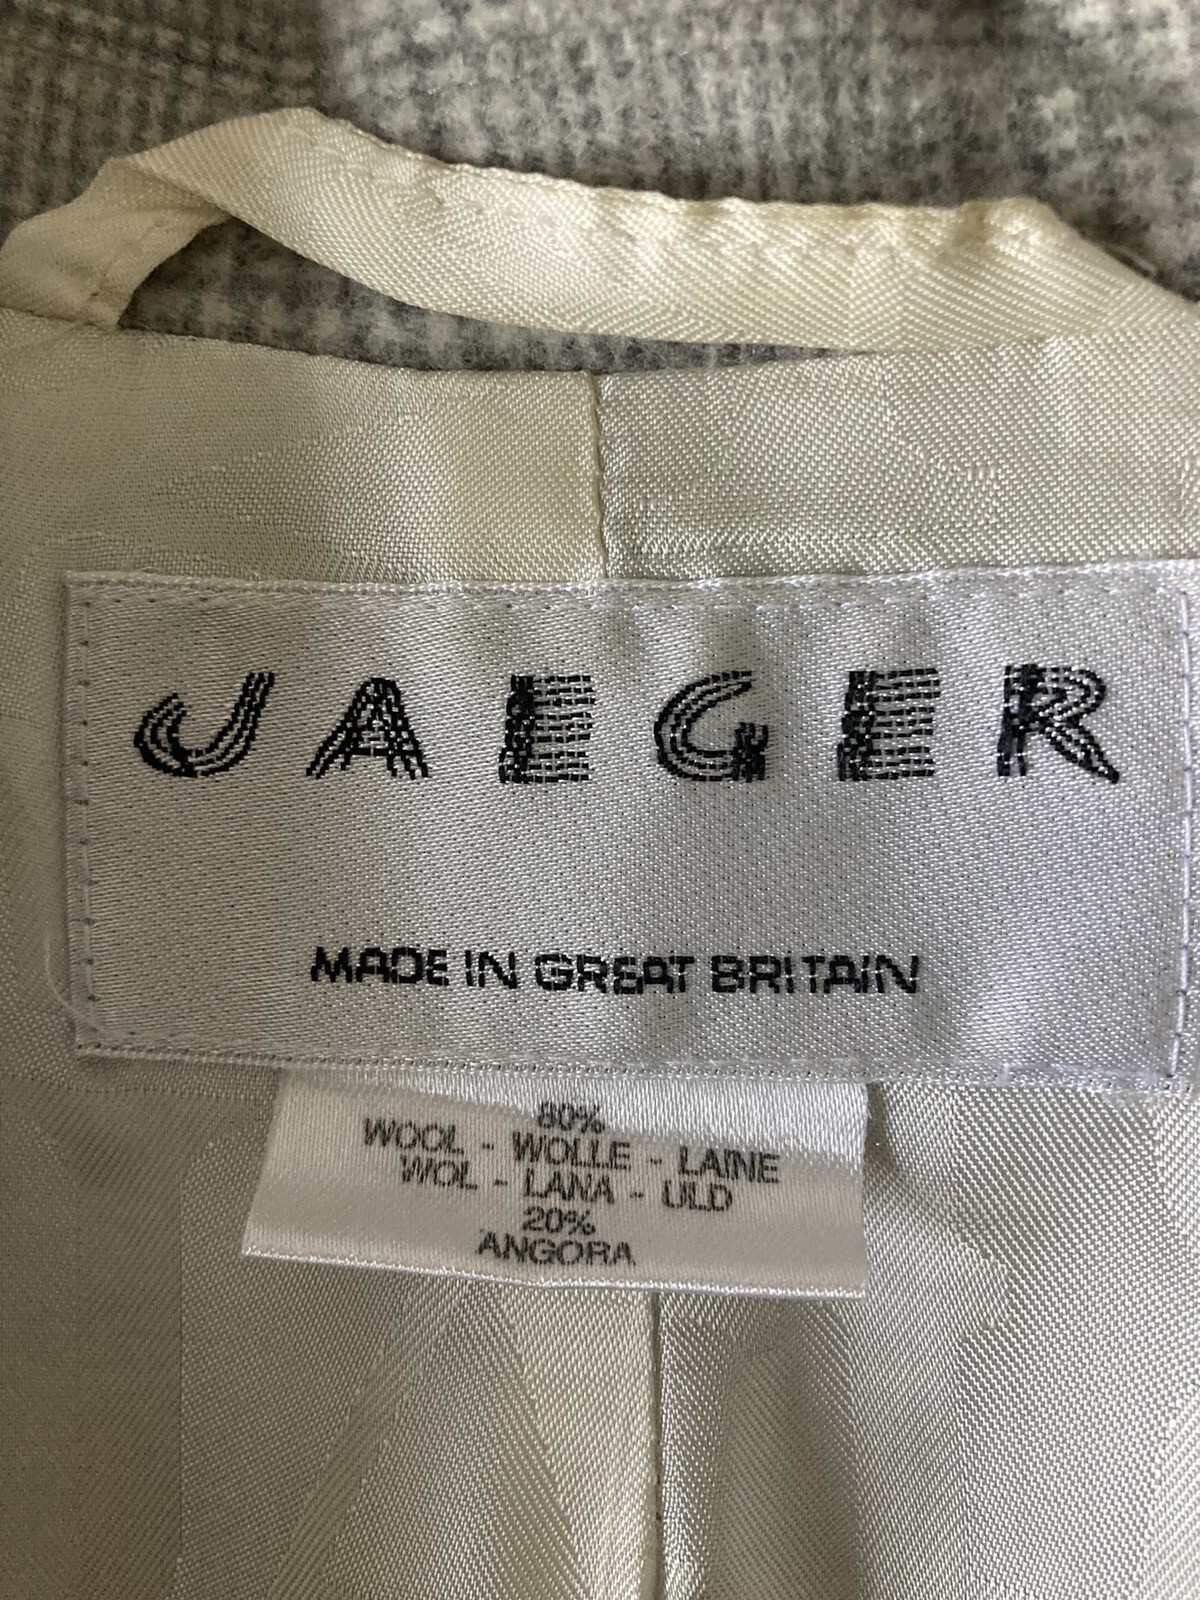 JAEGER
MADE IN GREAT BRITAIN
80%
WOOL - WOLLE - LAINE
WOL - LANA - ULD
20%
ANGORA